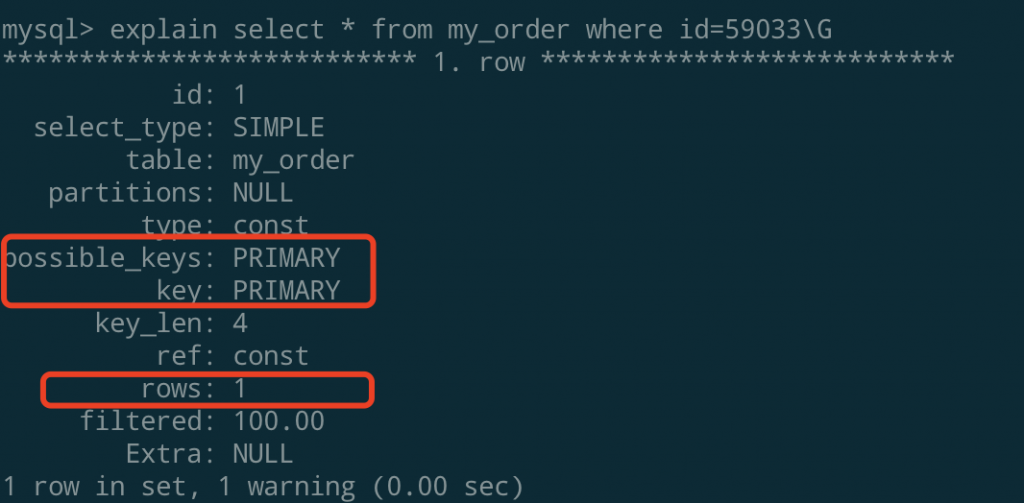 mysql> explain select * from my_order where id=59033\G
*************************** 1. row ***************************
id: 1
select_type: SIMPLE
table: my_order
partitions: NULL
type: const
possible_keys: PRIMARY
key: PRIMARY
key_len: 4
ref: const
rows: 1
filtered: 100.00
Extra: NULL
1 row in set, 1 warning (0.00 sec)